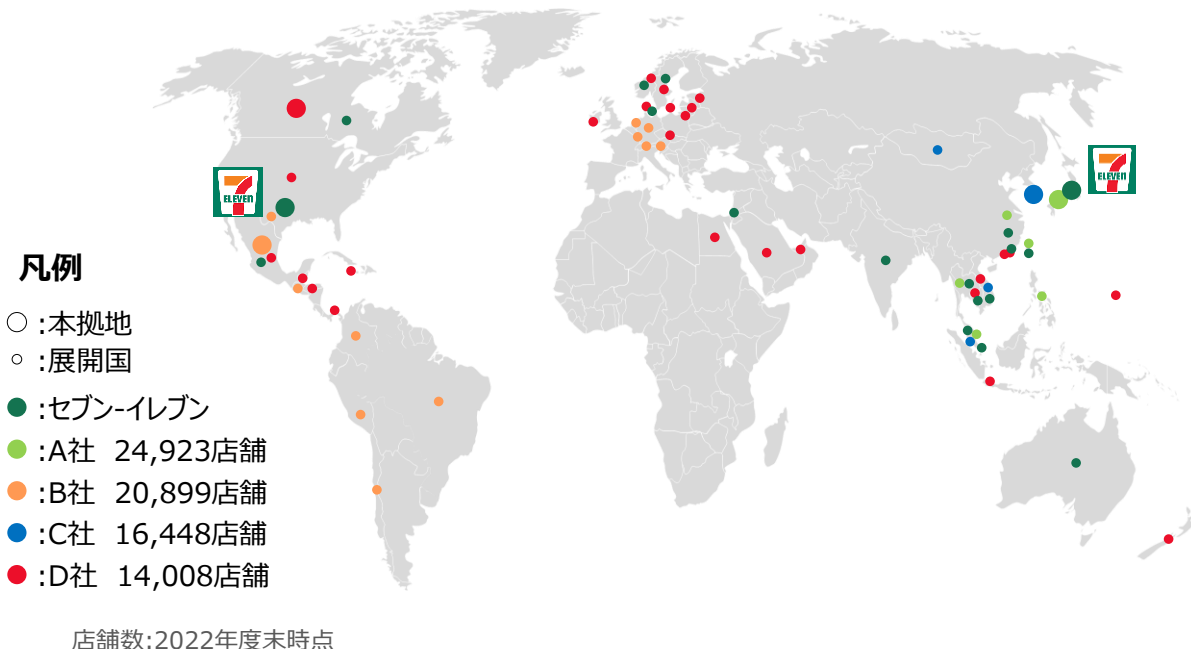 7
ELEVEN
7
ELEVEN
凡例
○:本拠地
○:展開国
●:セブン-イレブン
●:A社 24,923店舗
●:B社 20,899店舗
●:C社 16,448店舗
●:D社 14,008店舗
店舗数:2022年度末時点